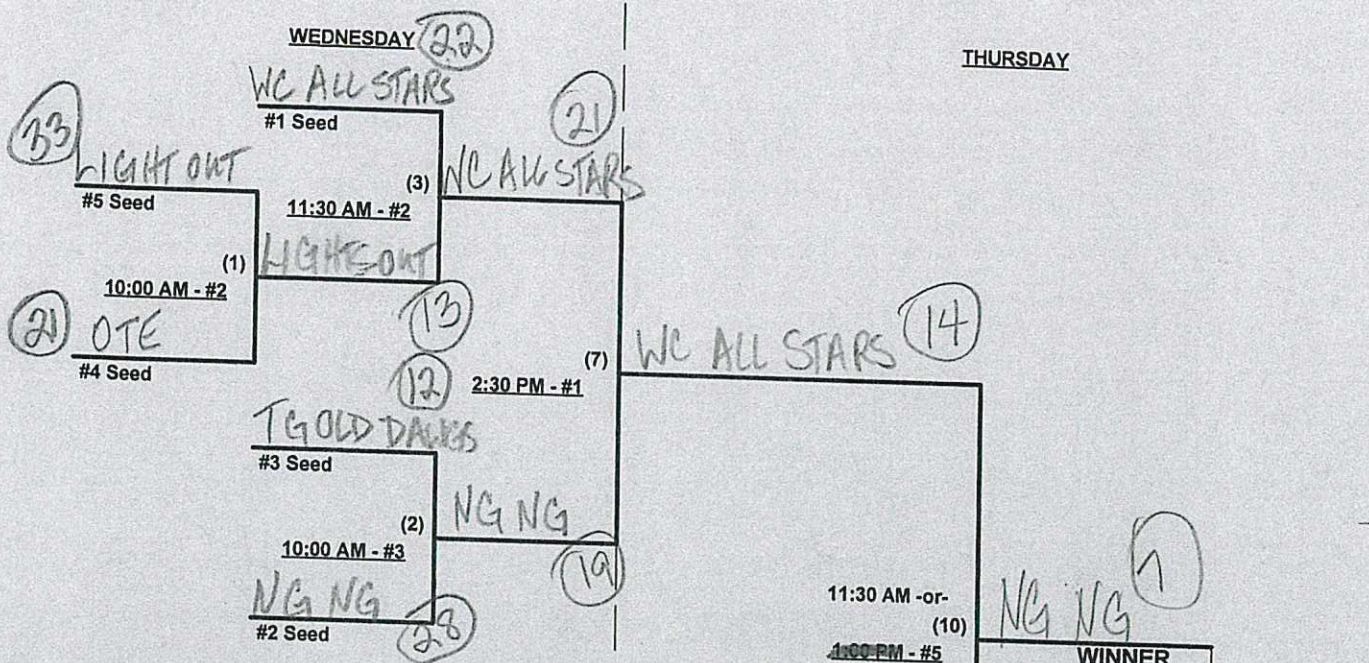 WEDNESDAY 22
THURSDAY
WC ALL STARS
#1 Seed
33
21
LIGHT OUT
#5 Seed
(3)
WC ALL STARS
11:30 AM - #2
(1)
LIGHTS OUT
10:00 AM - #2
13
21 OTE
#4 Seed
(7)
WC ALL STARS 14
12
2:30 PM - #1
T G OLD DAWGS
#3 Seed
(2)
NG NG
10:00 AM - #3
19
NG NG
#2 Seed
28
11:30 AM -or-
(10)
NG NG
1:00 PM - #5
WINNER